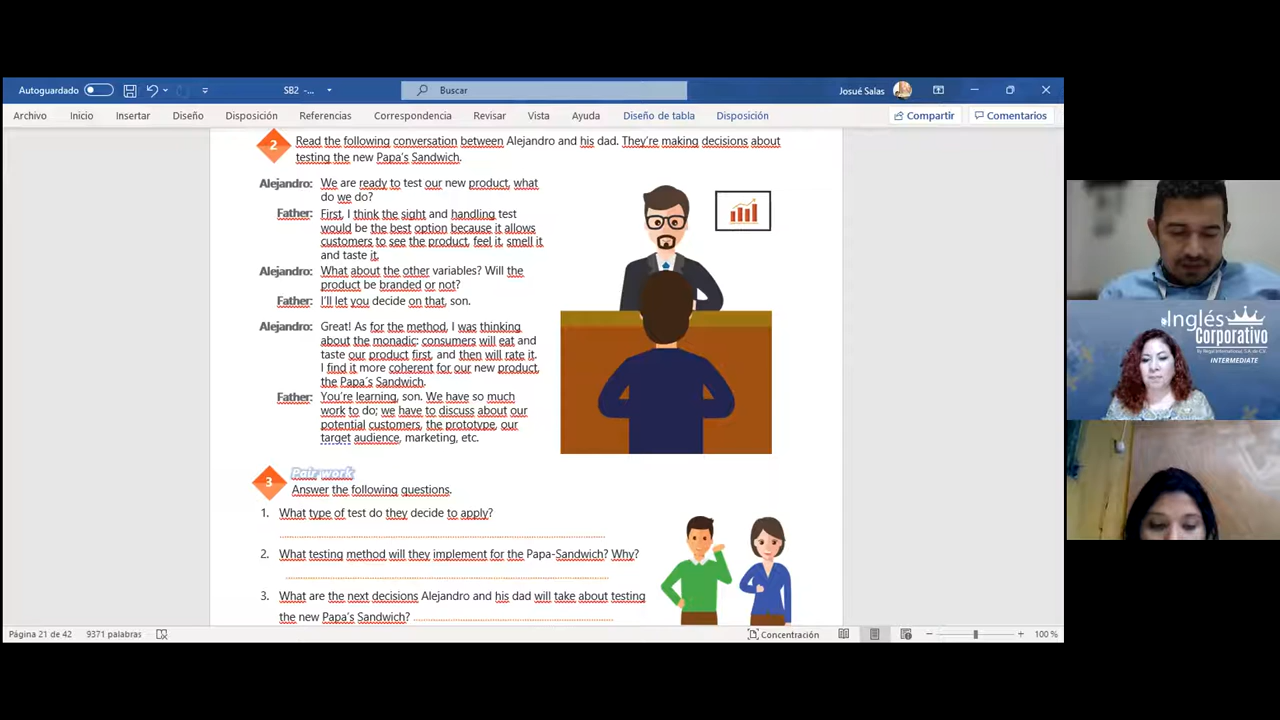 Autoguardado
SB2 -...
Buscar
Josué Salas
Archivo Inicio Insertar Diseño Disposición Referencias Correspondencia Revisar Vista Ayuda Diseño de tabla Disposición Compartir Comentarios
2 Read the following conversation between Alejandro and his dad. They're making decisions about
testing the new Papa's Sandwich.
Alejandro: We are ready to test our new product, what
do we do?
Father: First, I think the sight and handling test
would be the best option because it allows
customers to see the product, feel it, smell it
and taste it.
Alejandro: What about the other variables? Will the
product be branded or not?
Father: I'll let you decide on that, son.
Alejandro: Great! As for the method, I was thinking
about the monadic: consumers will eat and
taste our product first, and then will rate it.
I find it more coherent for our new product,
the Papa´s Sandwich.
Father: You're learning, son. We have so much
work to do; we have to discuss about our
potential customers, the prototype, our
target audience, marketing, etc.
3 Pair work
Answer the following questions.
1. What type of test do they decide to apply?
2. What testing method will they implement for the Papa-Sandwich? Why?
3. What are the next decisions Alejandro and his dad will take about testing
the new Papa's Sandwich?
Página 21 de 42 9371 palabras Concentración 100 %
Inglés
Corporativo
INTERMEDIATE